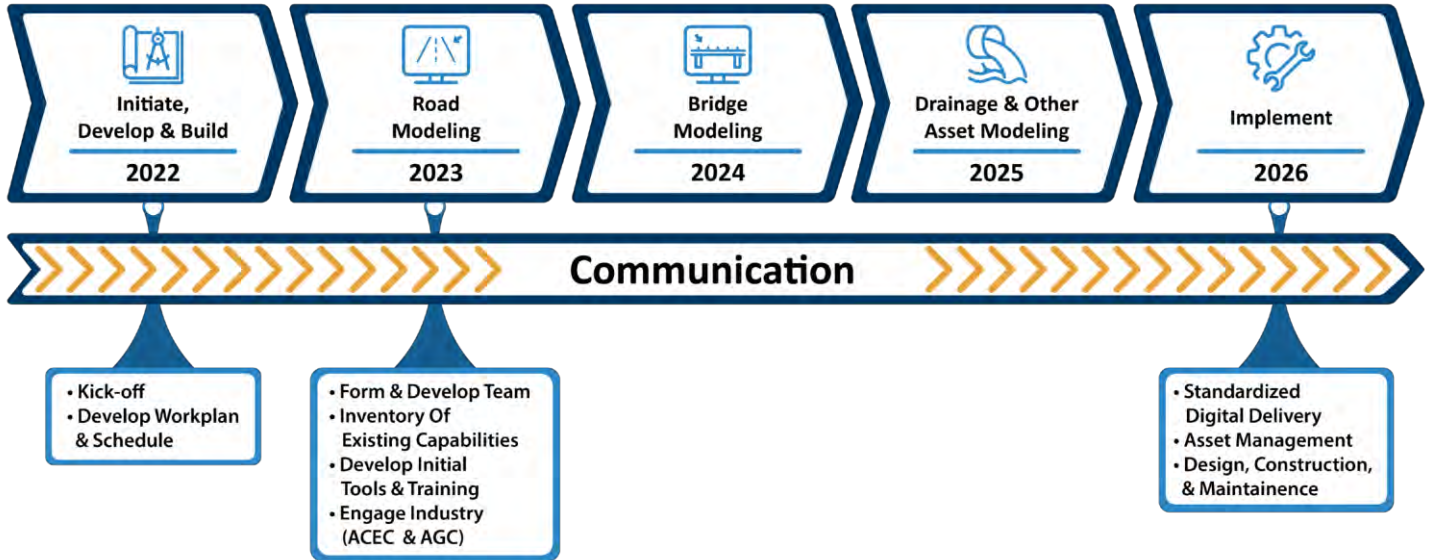 Initiate,
Develop & Build
2022
Road
Modeling
2023
Bridge
Modeling
2024
Drainage & Other
Asset Modeling
2025
Implement
2026
Communication
• Kick-off
• Develop Workplan
& Schedule
• Form & Develop Team
• Inventory Of
Existing Capabilities
• Develop Initial
Tools & Training
• Engage Industry
(ACEC & AGC)
• Standardized
Digital Delivery
• Asset Management
• Design, Construction,
& Maintainence